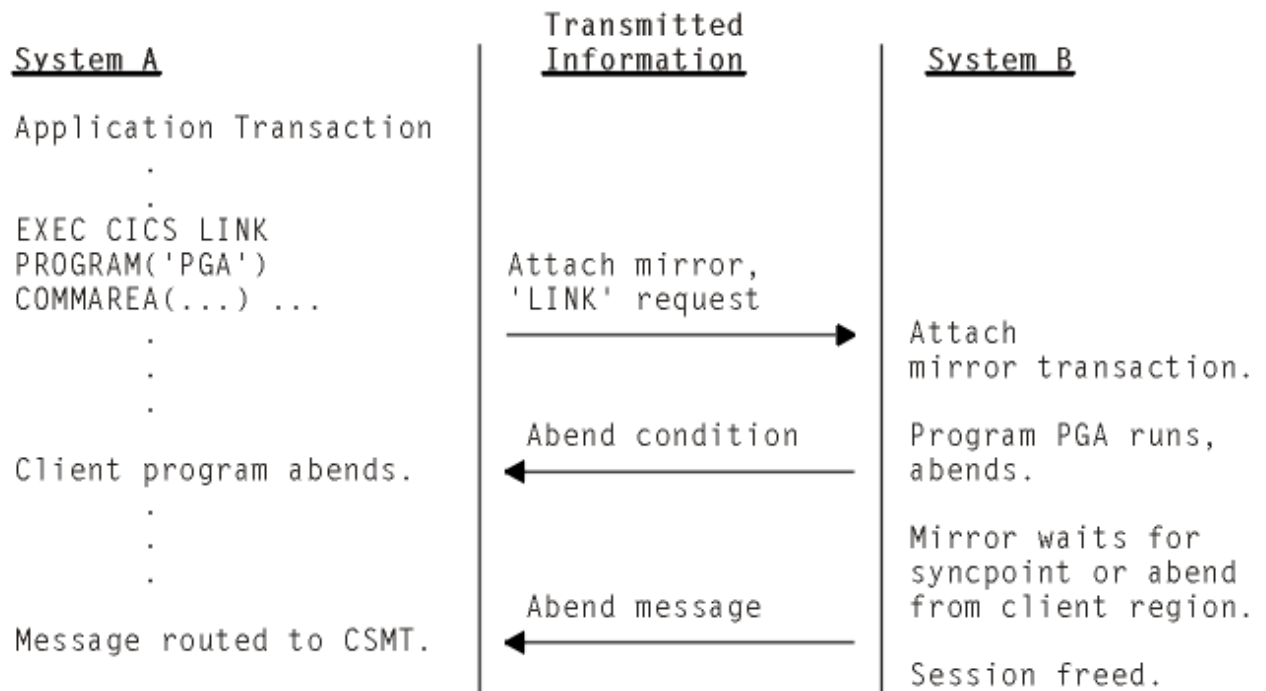 Transmitted
System A Information System B
Application Transaction
.
.
EXEC CICS LINK
PROGRAM('PGA') Attach mirror,
COMMAREA(...) ... 'LINK' request
. Attach
. mirror transaction.
.
Abend condition Program PGA runs,
Client program abends. abends.
.
. Mirror waits for
. syncpoint or abend
Abend message from client region.
Message routed to CSMT.
Session freed.